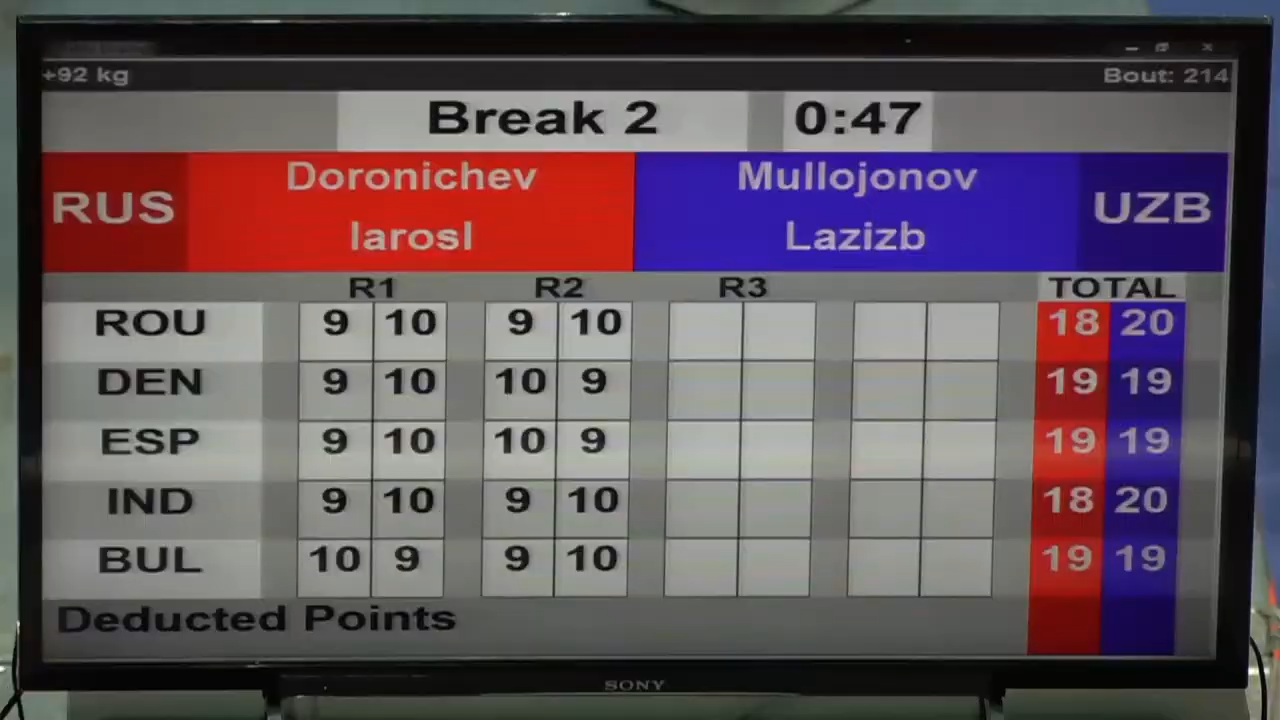 +92 kg Bout: 214
Break 2 0:47
RUS Doronichev Mullojonov UZB
Iarosl Lazizb
R1 R2 R3 TOTAL
ROU 9 10 9 10 18 20
DEN 9 10 10 9 19 19
ESP 9 10 10 9 19 19
IND 9 10 9 10 18 20
BUL 10 9 9 10 19 19
Deducted Points
SONY